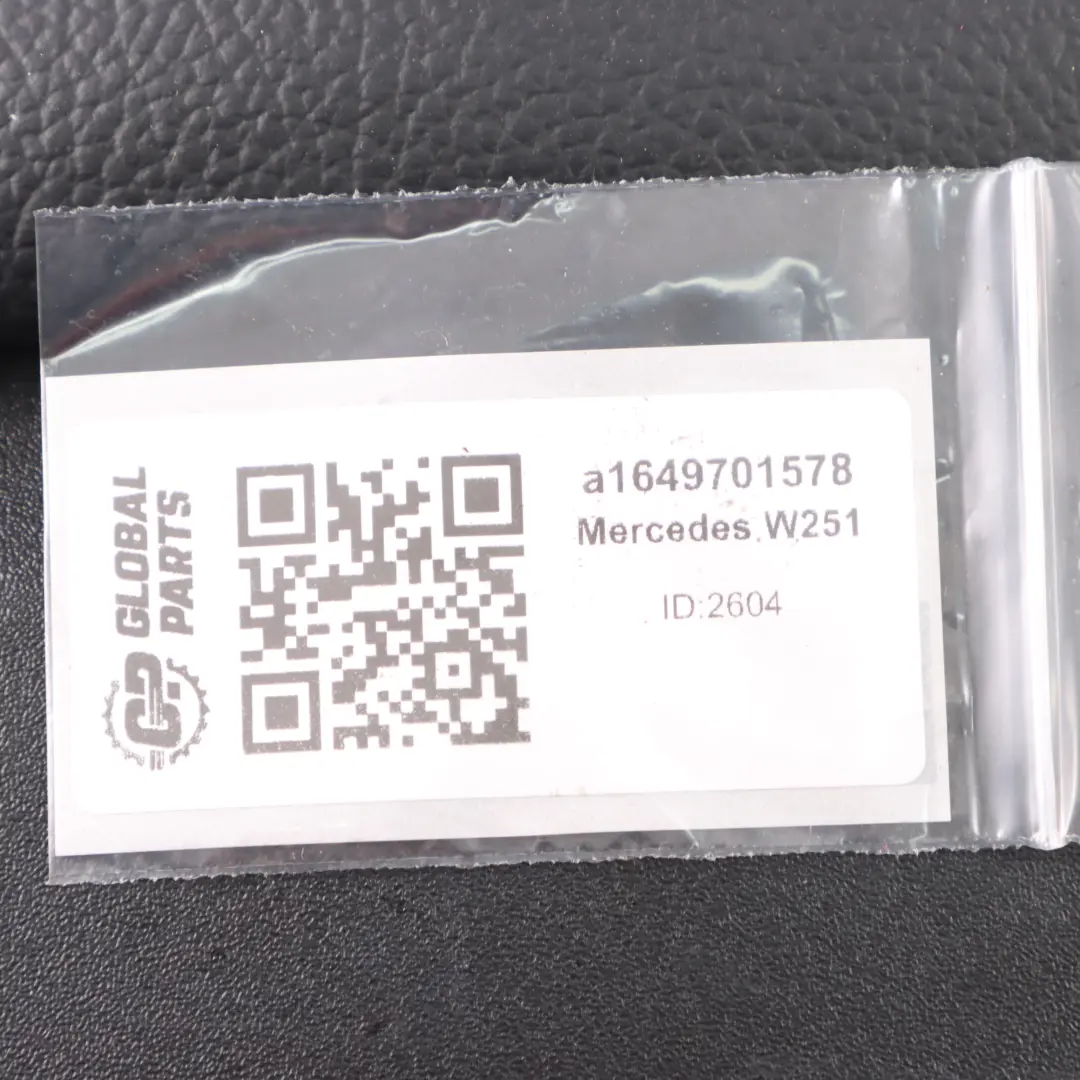 GLOBAL
PARTS
a1649701578
Mercedes W251
ID:2604